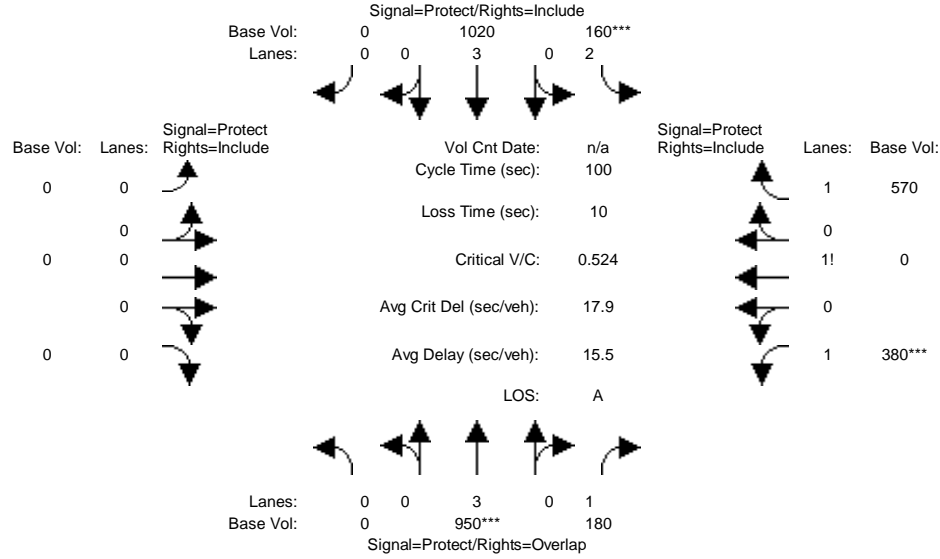 Signal=Protect/Rights=Include
Base Vol: 0 1020 160***
Lanes: 0 0 3 0 2
Signal=Protect
Base Vol: Lanes: Rights=Include
Vol Cnt Date: n/a
Signal=Protect
Rights=Include Lanes: Base Vol:
Cycle Time (sec): 100
0 0
1 570
Loss Time (sec): 10
0
0
0 0
Critical V/C: 0.524
1! 0
0
Avg Crit Del (sec/veh): 17.9
0
0 0
Avg Delay (sec/veh): 15.5
1 380***
LOS: A
Lanes: 0 0 3 0 1
Base Vol: 0 950*** 180
Signal=Protect/Rights=Overlap